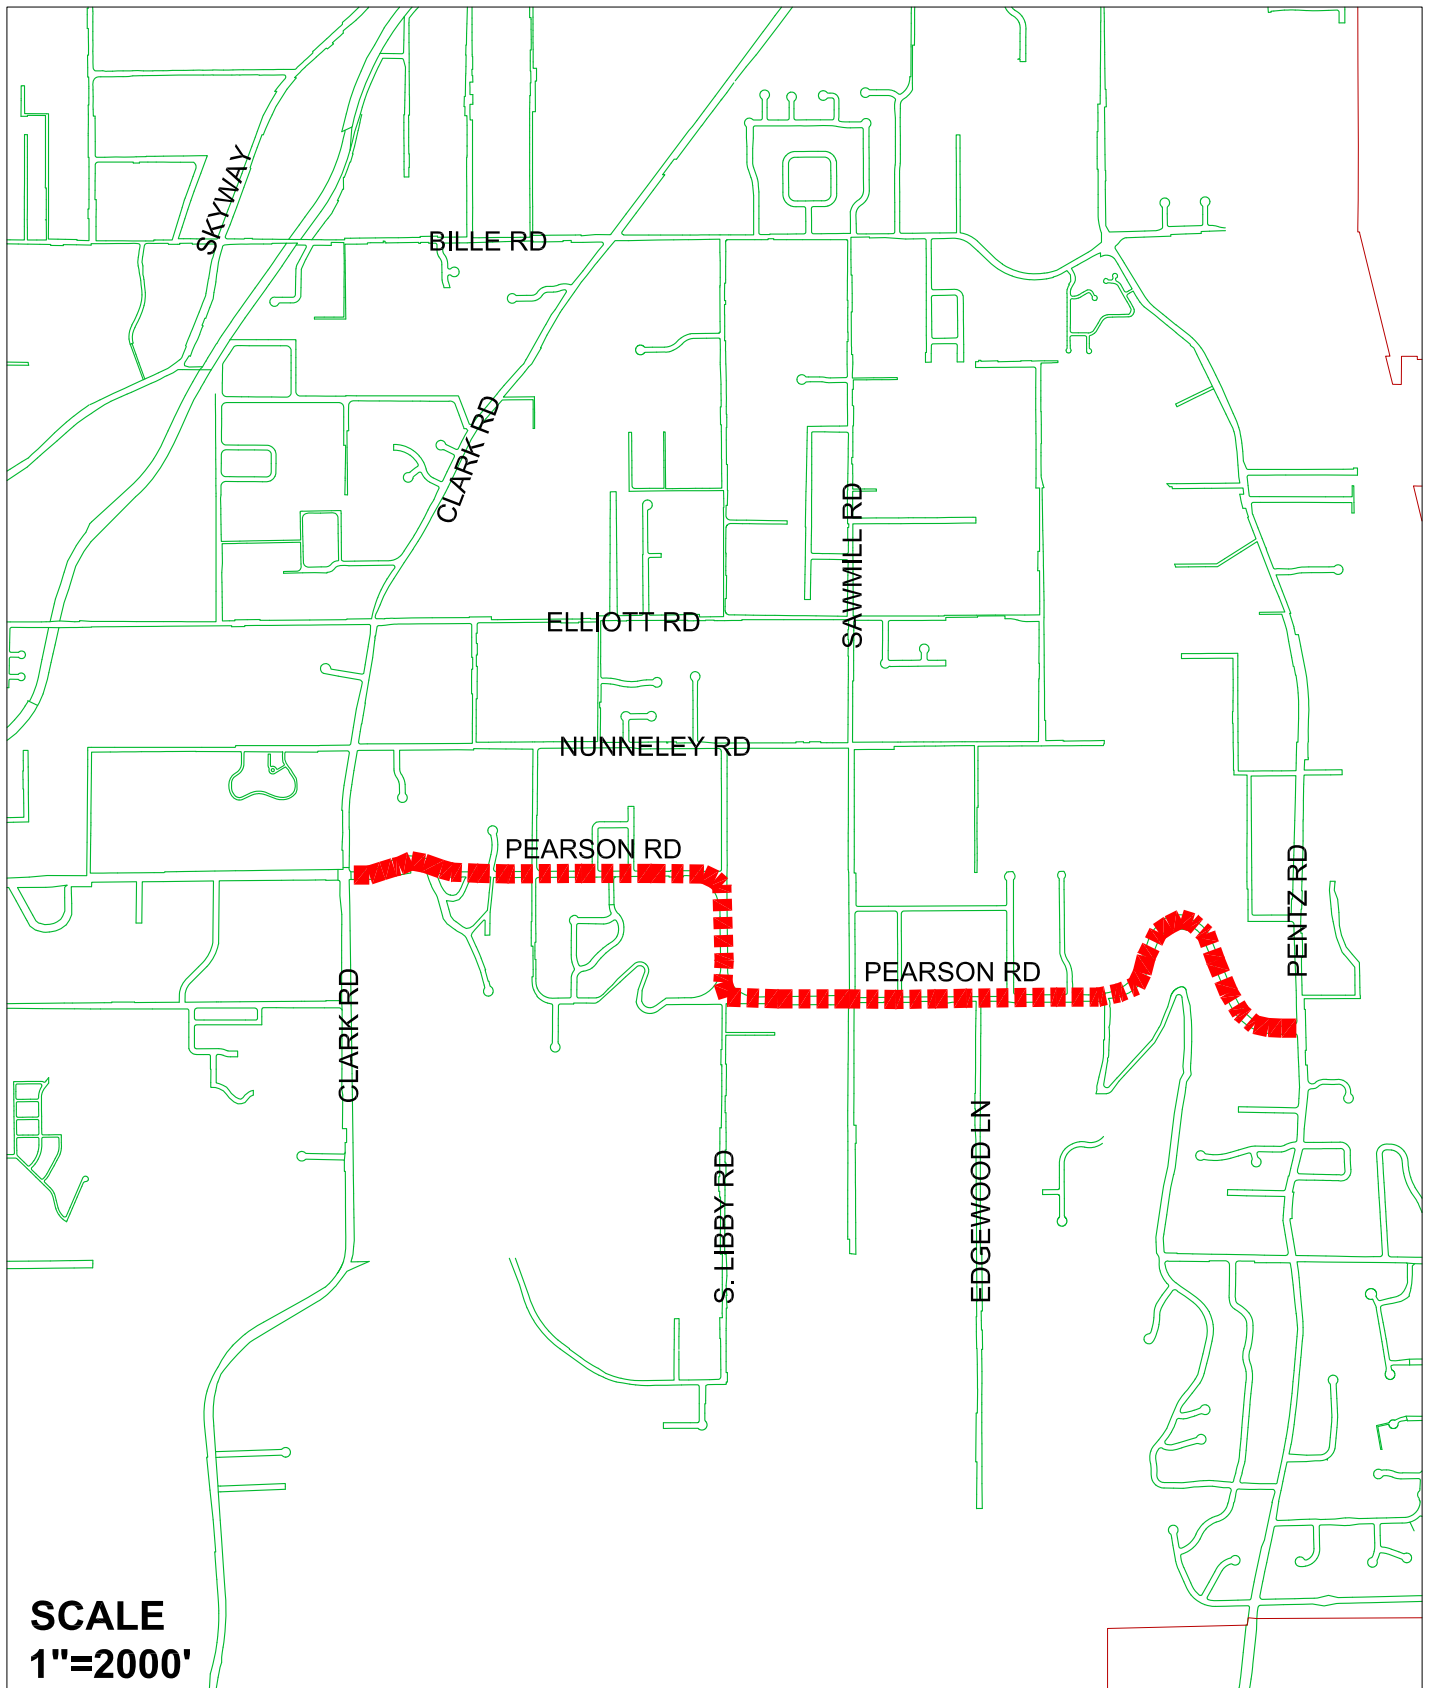 SKYWAY
BILLE RD
CLARK RD
SAWMILL RD
ELLIOTT RD
NUNNELEY RD
PEARSON RD
PENTZ RD
PEARSON RD
CLARK RD
EDGEWOOD LN
S. LIBBY RD
SCALE
1"=2000'